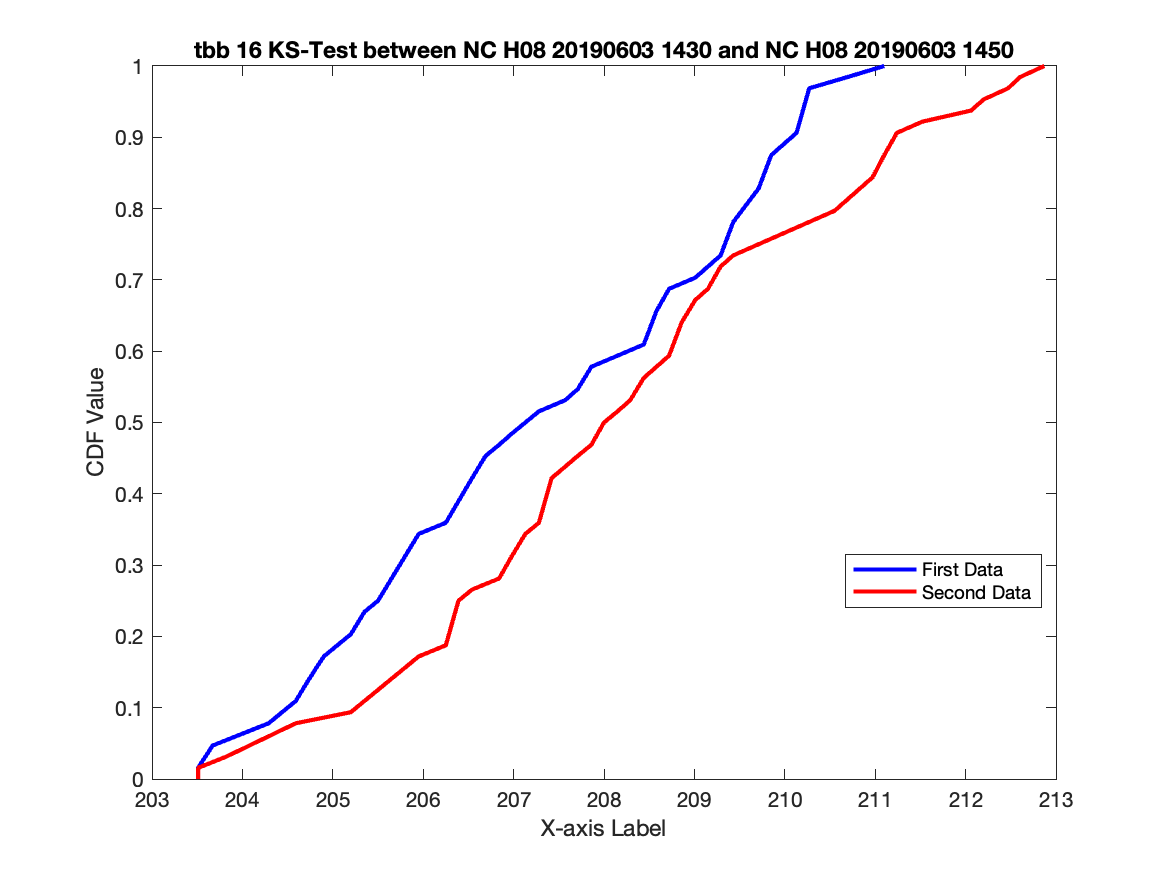 tbb 16 KS-Test between NC H08 20190603 1430 and NC H08 20190603 1450
1
0.9
0.8
0.7
0.6
0.5
0.4
0.3
0.2
0.1
0
CDF Value
First Data
Second Data
203 204 205 206 207 208 209 210 211 212 213
X-axis Label